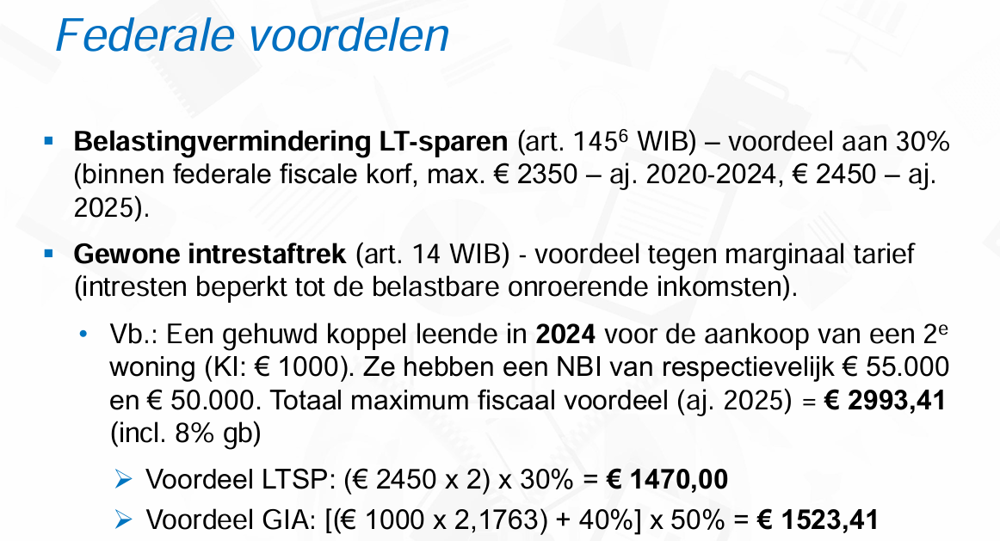 Federale voordelen
▪ Belastingvermindering LT-sparen (art. 145⁶ WIB) – voordeel aan 30%
(binnen federale fiscale korf, max. € 2350 – aj. 2020-2024, € 2450 – aj.
2025).
▪ Gewone intrestaftrek (art. 14 WIB) - voordeel tegen marginaal tarief
(intresten beperkt tot de belastbare onroerende inkomsten).
• Vb.: Een gehuwd koppel leende in 2024 voor de aankoop van een 2ᵉ
woning (KI: € 1000). Ze hebben een NBI van respectievelijk € 55.000
en € 50.000. Totaal maximum fiscaal voordeel (aj. 2025) = € 2993,41
(incl. 8% gb)
➢ Voordeel LTSP: (€ 2450 x 2) x 30% = € 1470,00
➢ Voordeel GIA: [(€ 1000 x 2,1763) + 40%] x 50% = € 1523,41